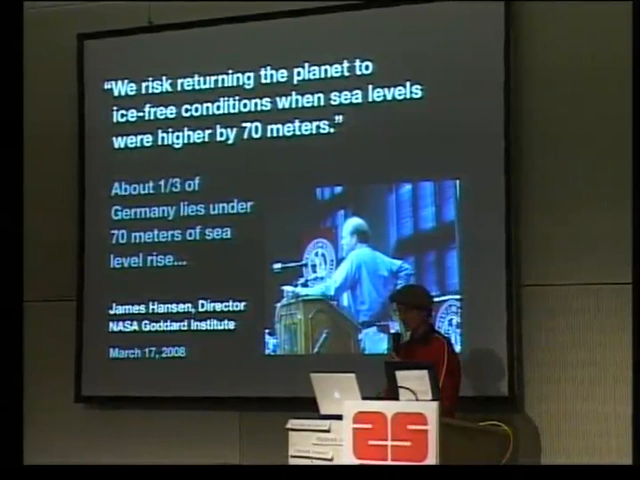 “We risk returning the planet to
ice-free conditions when sea levels
were higher by 70 meters.”
About 1/3 of
Germany lies under
70 meters of sea
level rise...
James Hansen, Director
NASA Goddard Institute
March 17, 2008